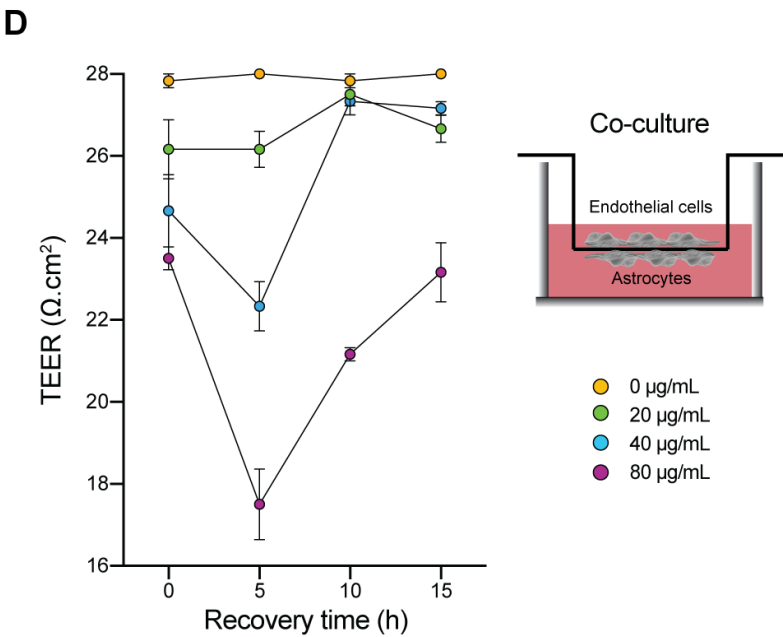 D
28
26
24
22
20
18
16
TEER (Ω.cm²)
0
5
10
15
Recovery time (h)
Co-culture
Endothelial cells
Astrocytes
0 µg/mL
20 µg/mL
40 µg/mL
80 µg/mL